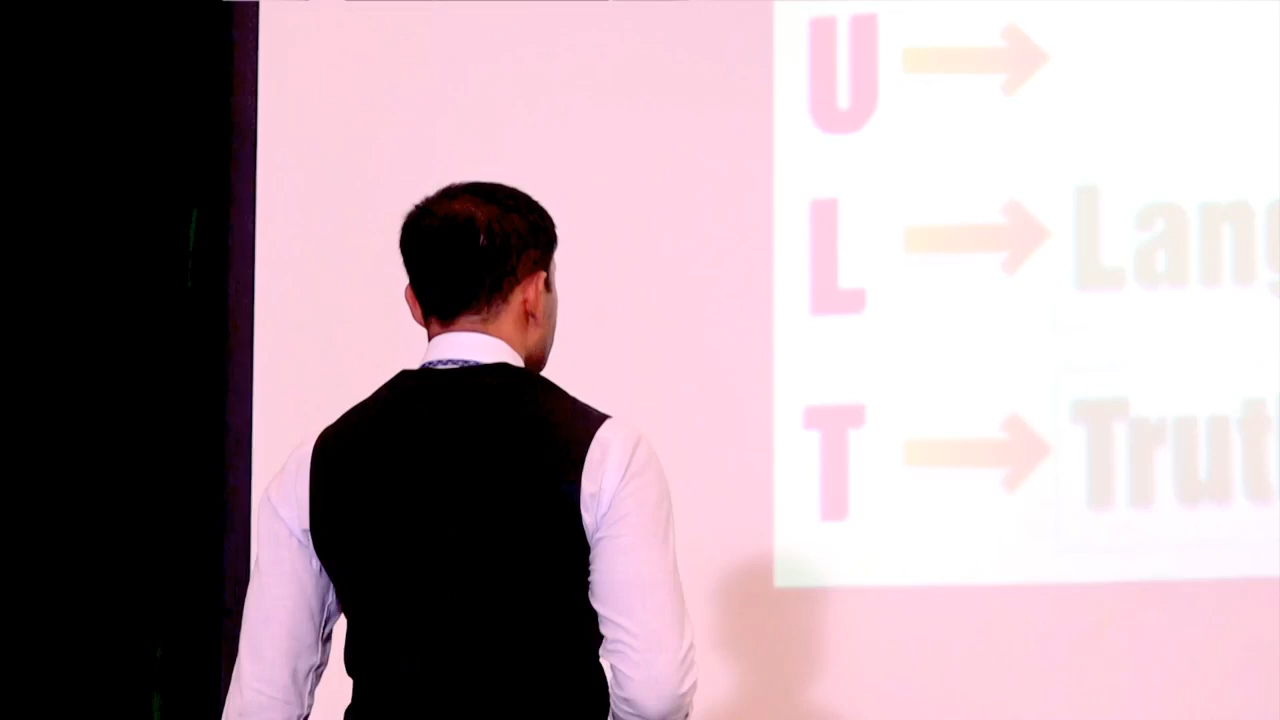 U →
L → Lang
T → Trut